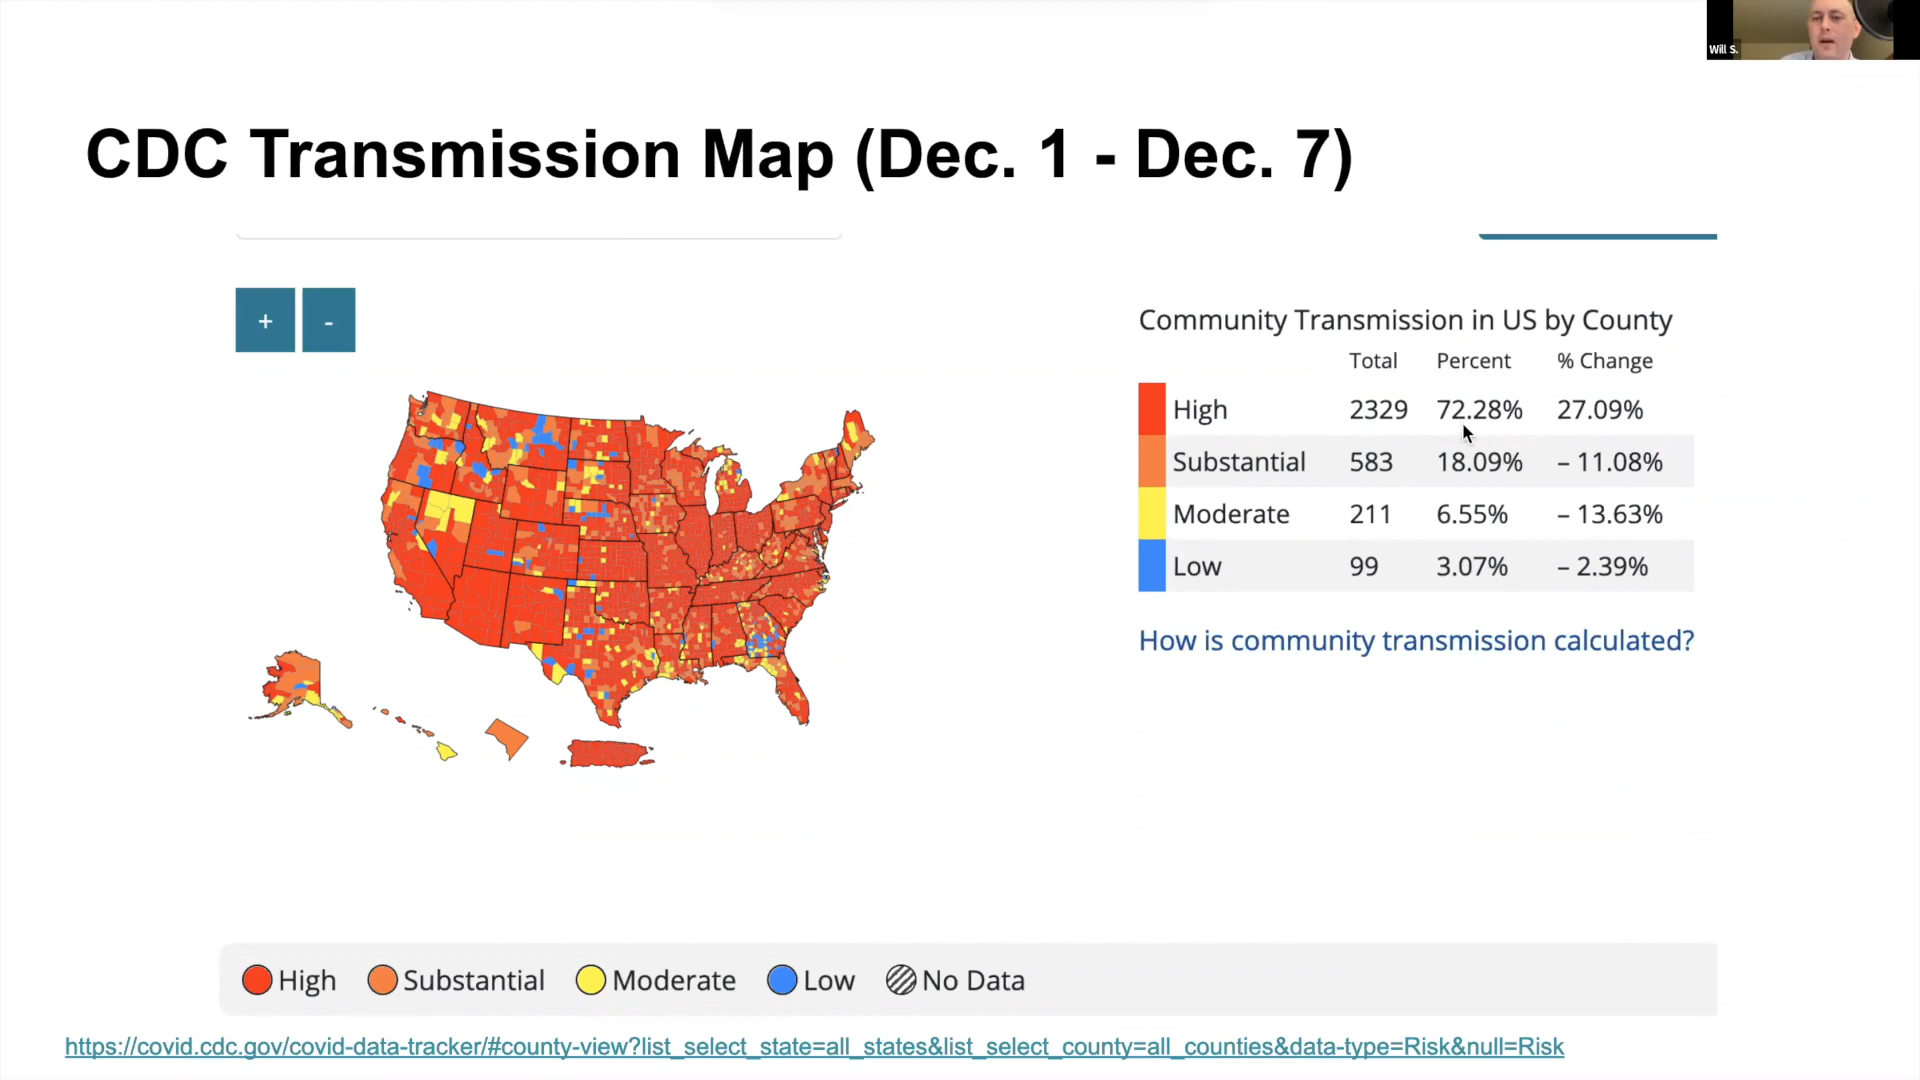 Will S.
CDC Transmission Map (Dec. 1 - Dec. 7)
+ -
Community Transmission in US by County
Total Percent % Change
High 2329 72.28% 27.09%
Substantial 583 18.09% – 11.08%
Moderate 211 6.55% – 13.63%
Low 99 3.07% – 2.39%
How is community transmission calculated?
High Substantial Moderate Low No Data
https://covid.cdc.gov/covid-data-tracker/#county-view?list_select_state=all_states&list_select_county=all_counties&data-type=Risk&null=Risk